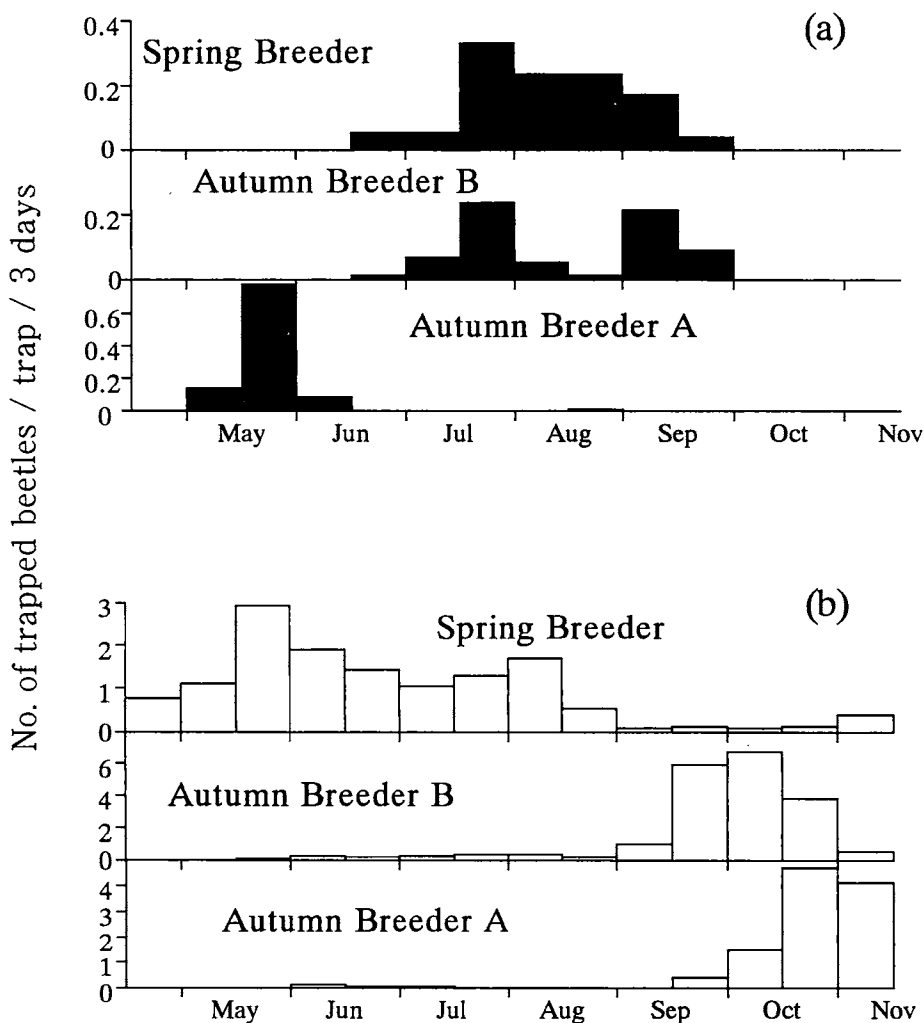 No. of trapped beetles / trap / 3 days
(a)
0.4
Spring Breeder
0.2
0
Autumn Breeder B
0.2
0
Autumn Breeder A
0.6
0.4
0.2
0
May Jun Jul Aug Sep Oct Nov
(b)
3
Spring Breeder
2
1
0
6
Autumn Breeder B
4
2
0
4
Autumn Breeder A
3
2
1
0
May Jun Jul Aug Sep Oct Nov